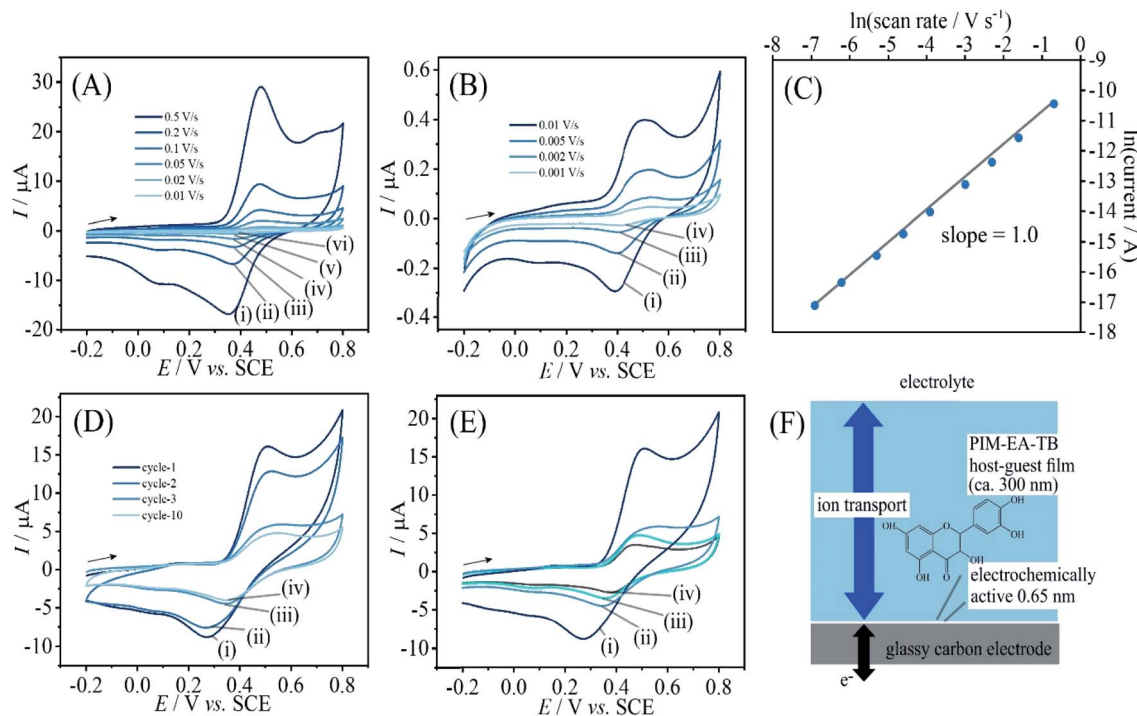 (A)
30
20
10
0
-10
-20
I / µA
0.5 V/s
0.2 V/s
0.1 V/s
0.05 V/s
0.02 V/s
0.01 V/s
(vi)
(v)
(iv)
(iii)
(ii)
(i)
-0.2 0.0 0.2 0.4 0.6 0.8
E / V vs. SCE
(B)
0.6
0.4
0.2
0.0
-0.2
-0.4
I / µA
0.01 V/s
0.005 V/s
0.002 V/s
0.001 V/s
(iv)
(iii)
(ii)
(i)
-0.2 0.0 0.2 0.4 0.6 0.8
E / V vs. SCE
ln(scan rate / V s⁻¹)
-8 -7 -6 -5 -4 -3 -2 -1 0
(C)
-9
-10
-11
-12
-13
-14
-15
-16
-17
-18
ln(current / A)
slope = 1.0
(D)
20
15
10
5
0
-5
-10
I / µA
cycle-1
cycle-2
cycle-3
cycle-10
(iv)
(iii)
(ii)
(i)
-0.2 0.0 0.2 0.4 0.6 0.8
E / V vs. SCE
(E)
20
15
10
5
0
-5
-10
I / µA
(iv)
(iii)
(ii)
(i)
-0.2 0.0 0.2 0.4 0.6 0.8
E / V vs. SCE
electrolyte
(F)
PIM-EA-TB
host-guest film
(ca. 300 nm)
ion transport
OH
OH
HO
O
OH
OH
O
electrochemically
active 0.65 nm
glassy carbon electrode
e⁻